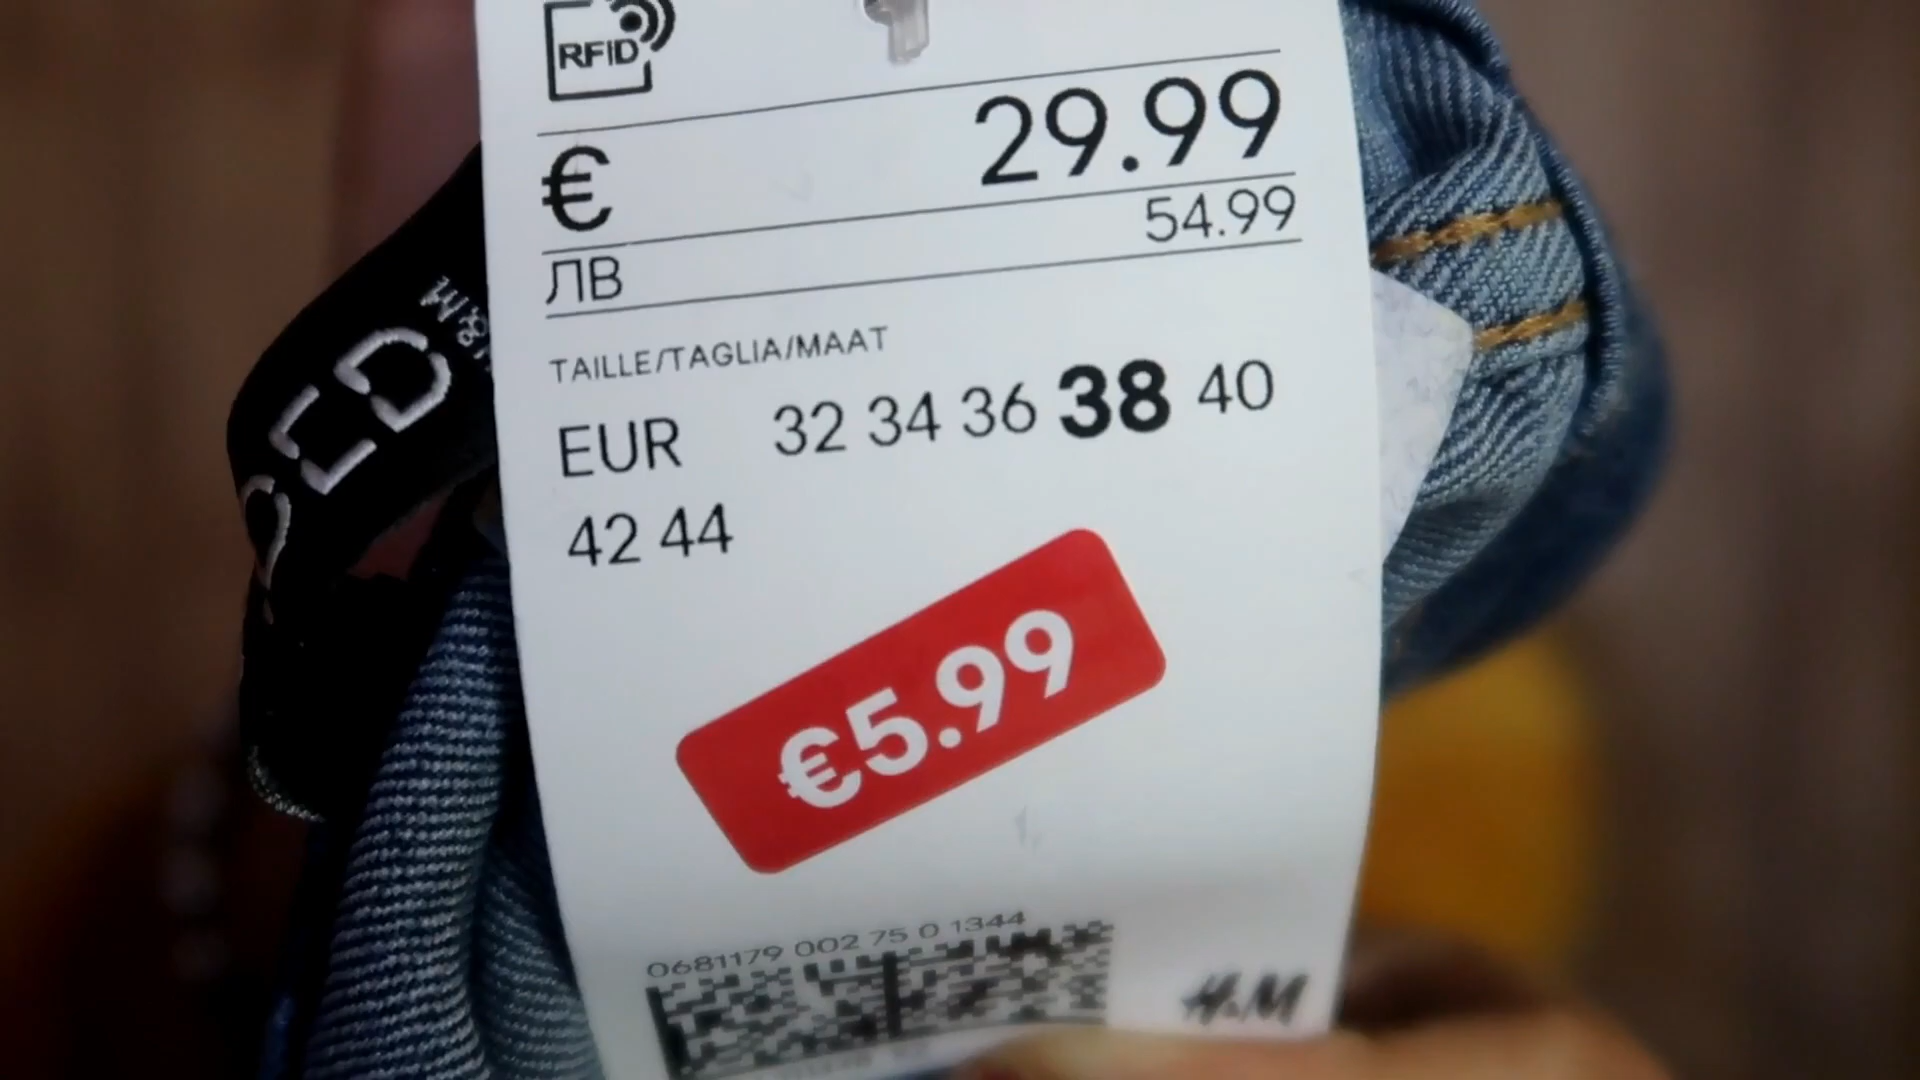 RFID
€ 29.99
ЛВ 54.99
TAILLE/TAGLIA/MAAT
EUR 32 34 36 38 40
42 44
€5.99
0681179 002 75 0 1344
H&M
H&M